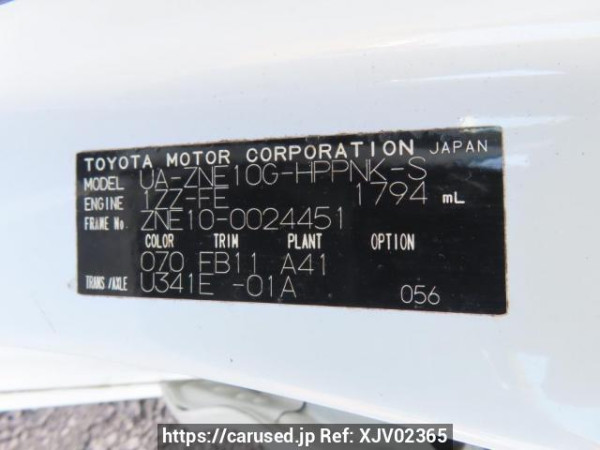 TOYOTA MOTOR CORPORATION JAPAN
MODEL UA-ZNE10G-HPPNK-S
ENGINE 1ZZ-FE 1794 mL
FRAME No. ZNE10-0024451
COLOR TRIM PLANT OPTION
070 FB11 A41
TRANS/AXLE U341E -01A 056
https://carused.jp Ref: XJV02365